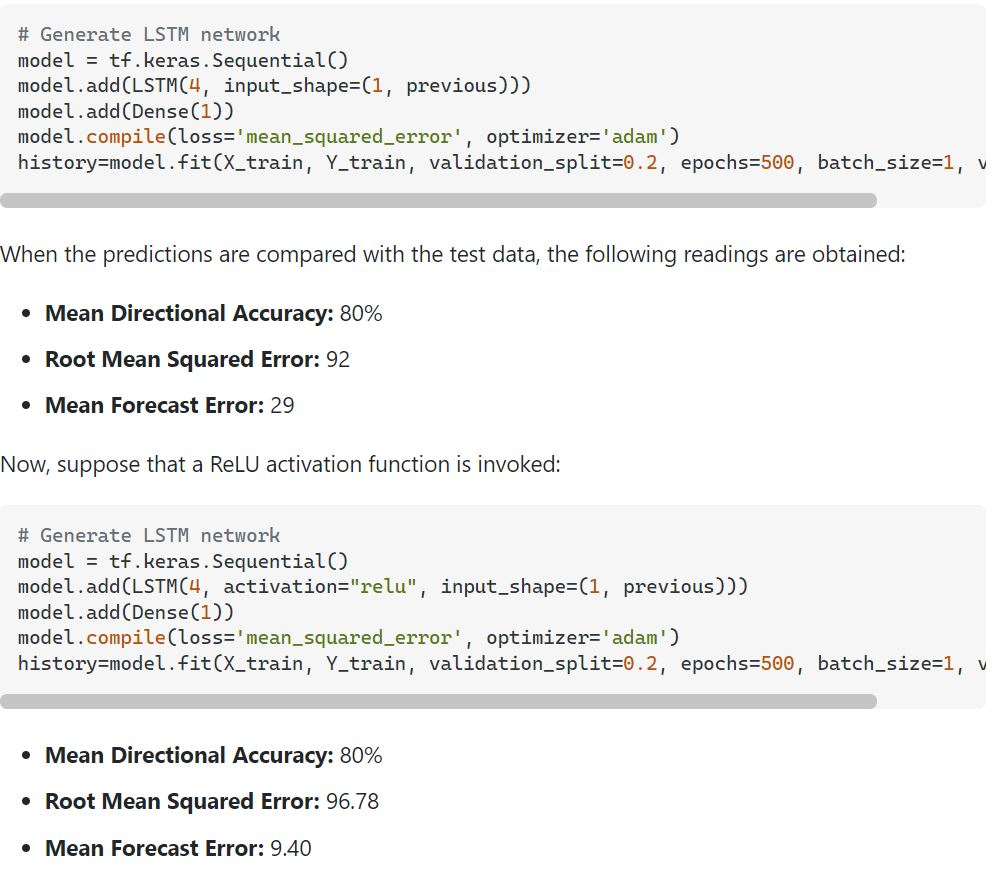 # Generate LSTM network
model = tf.keras.Sequential()
model.add(LSTM(4, input_shape=(1, previous)))
model.add(Dense(1))
model.compile(loss='mean_squared_error', optimizer='adam')
history=model.fit(X_train, Y_train, validation_split=0.2, epochs=500, batch_size=1, v
When the predictions are compared with the test data, the following readings are obtained:
• Mean Directional Accuracy: 80%
• Root Mean Squared Error: 92
• Mean Forecast Error: 29
Now, suppose that a ReLU activation function is invoked:
# Generate LSTM network
model = tf.keras.Sequential()
model.add(LSTM(4, activation="relu", input_shape=(1, previous)))
model.add(Dense(1))
model.compile(loss='mean_squared_error', optimizer='adam')
history=model.fit(X_train, Y_train, validation_split=0.2, epochs=500, batch_size=1, v
• Mean Directional Accuracy: 80%
• Root Mean Squared Error: 96.78
• Mean Forecast Error: 9.40